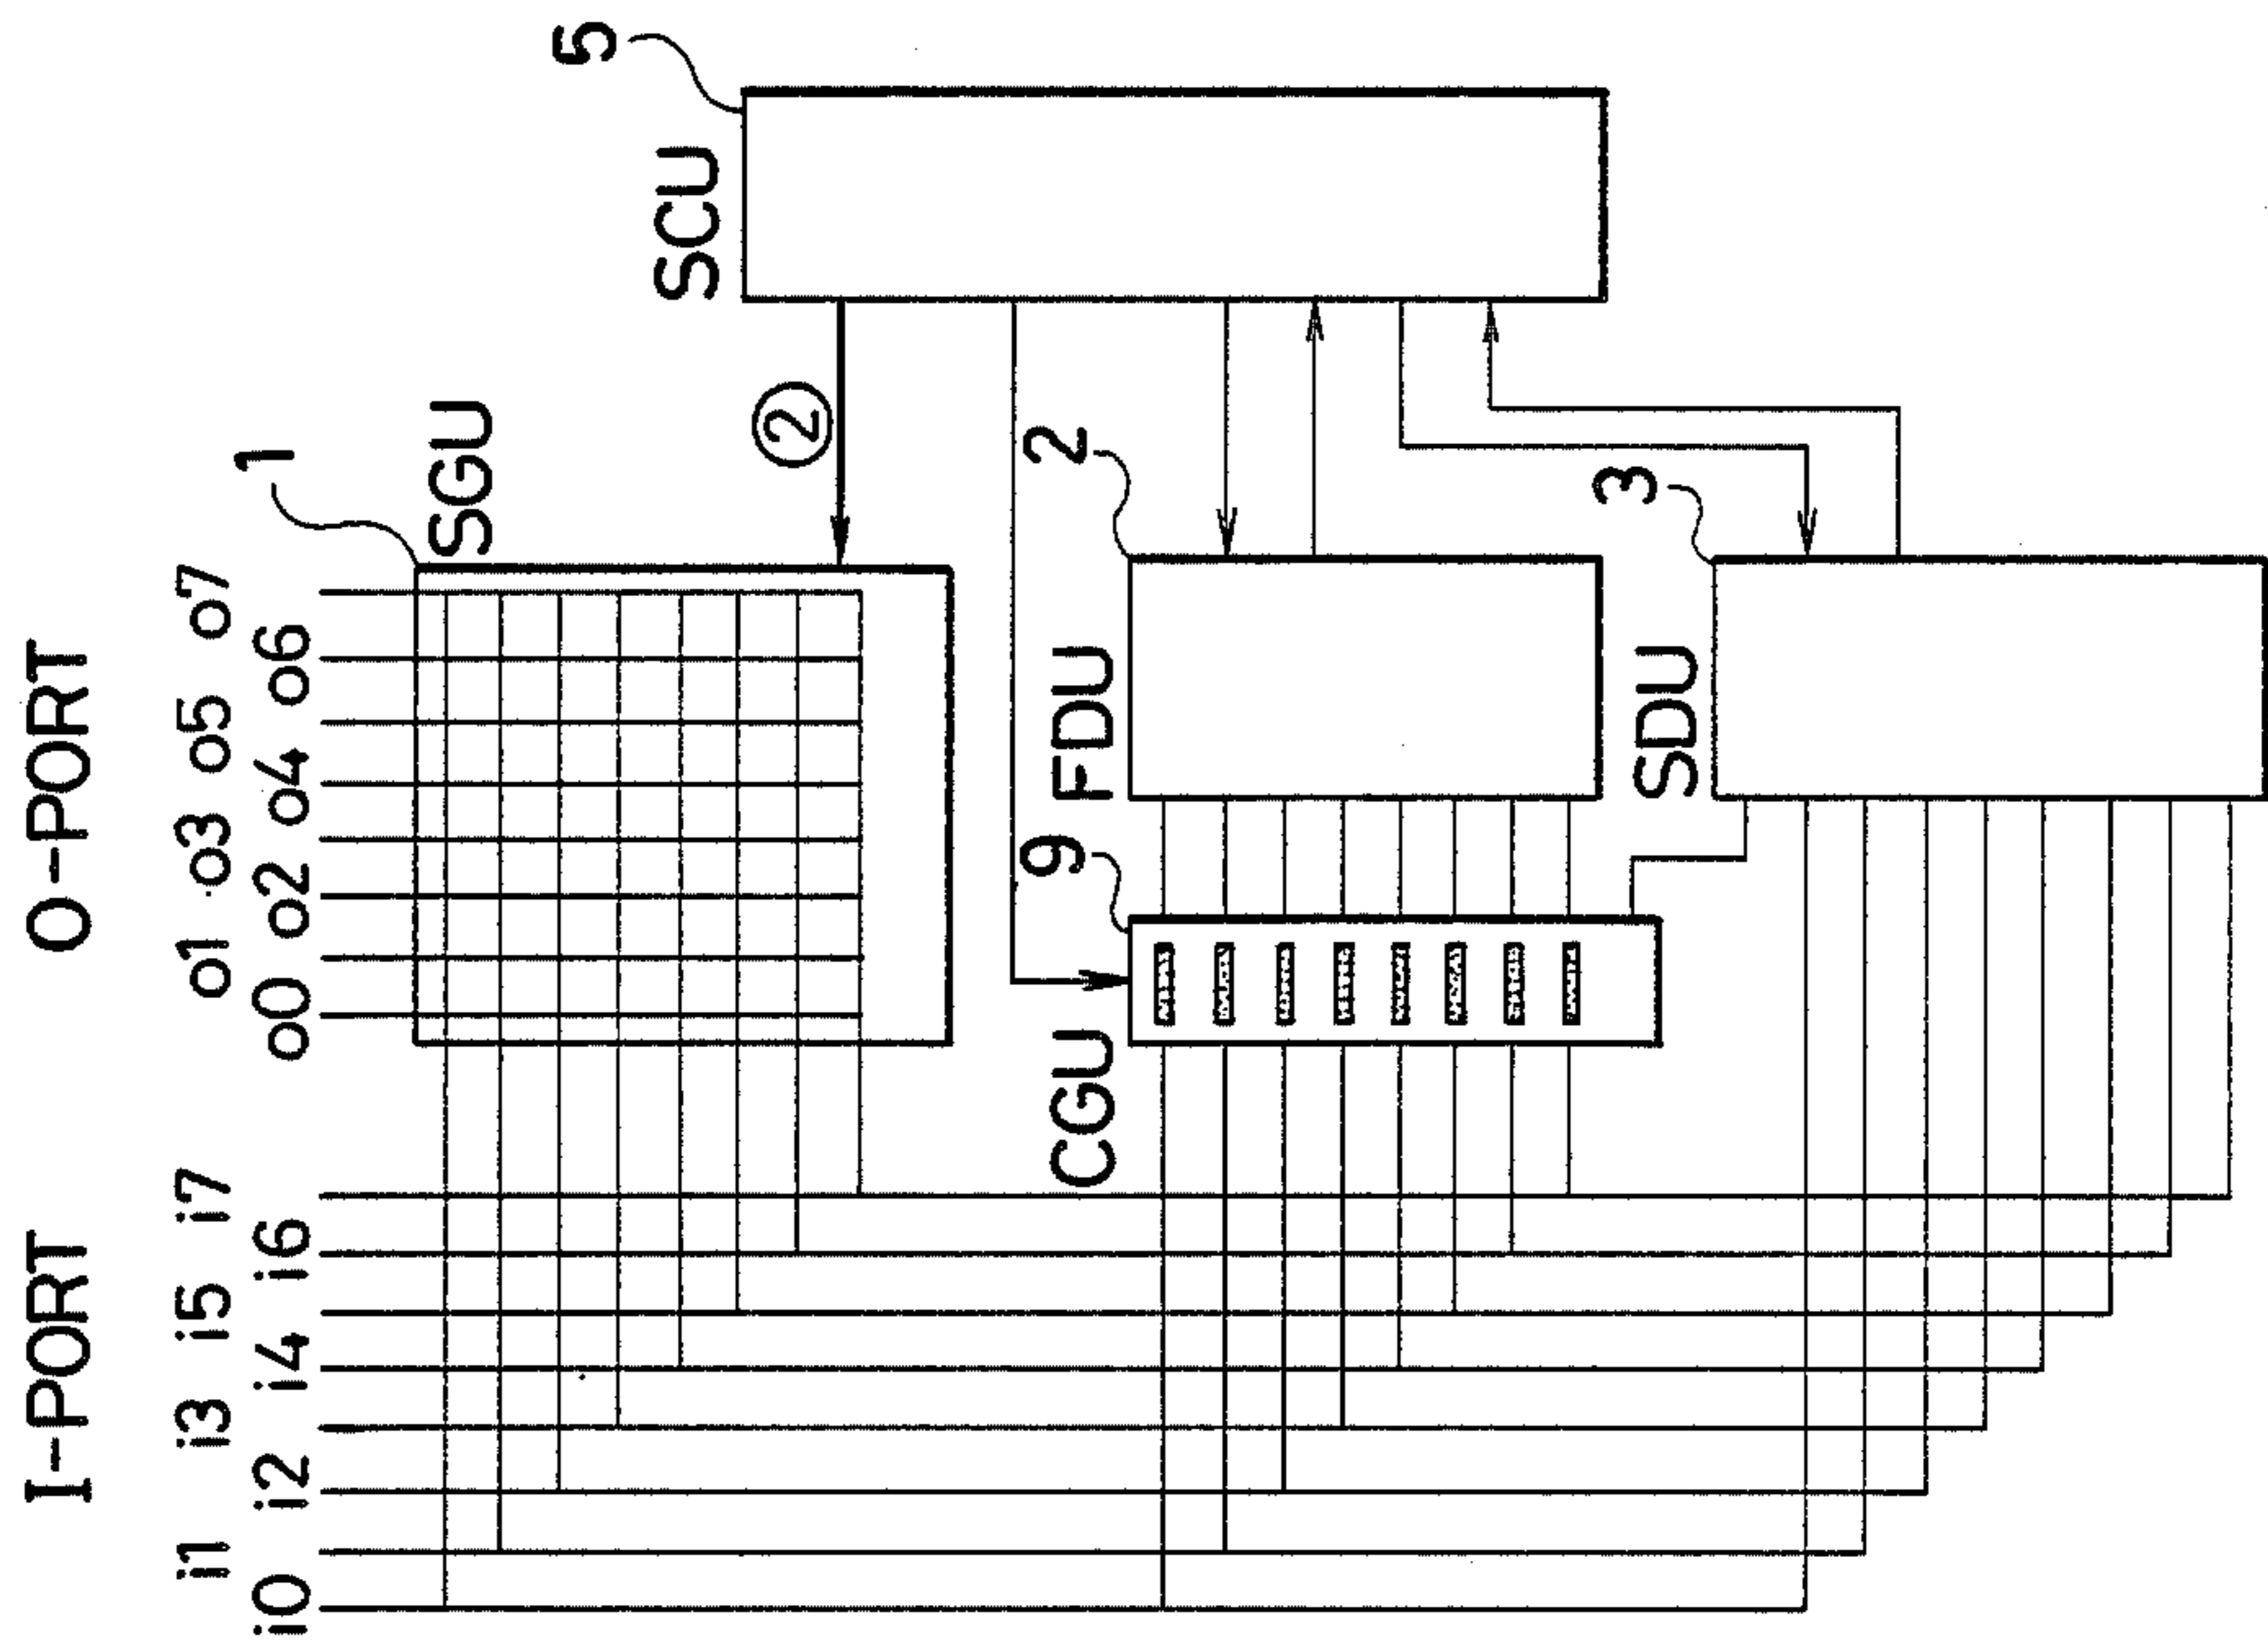 I-PORT
O-PORT
i1 i3 i5 i7
i0 i2 i4 i6
o1 o3 o5 o7
o0 o2 o4 o6
1
SGU
②
SCU
5
CGU
9
FDU
2
SDU
3